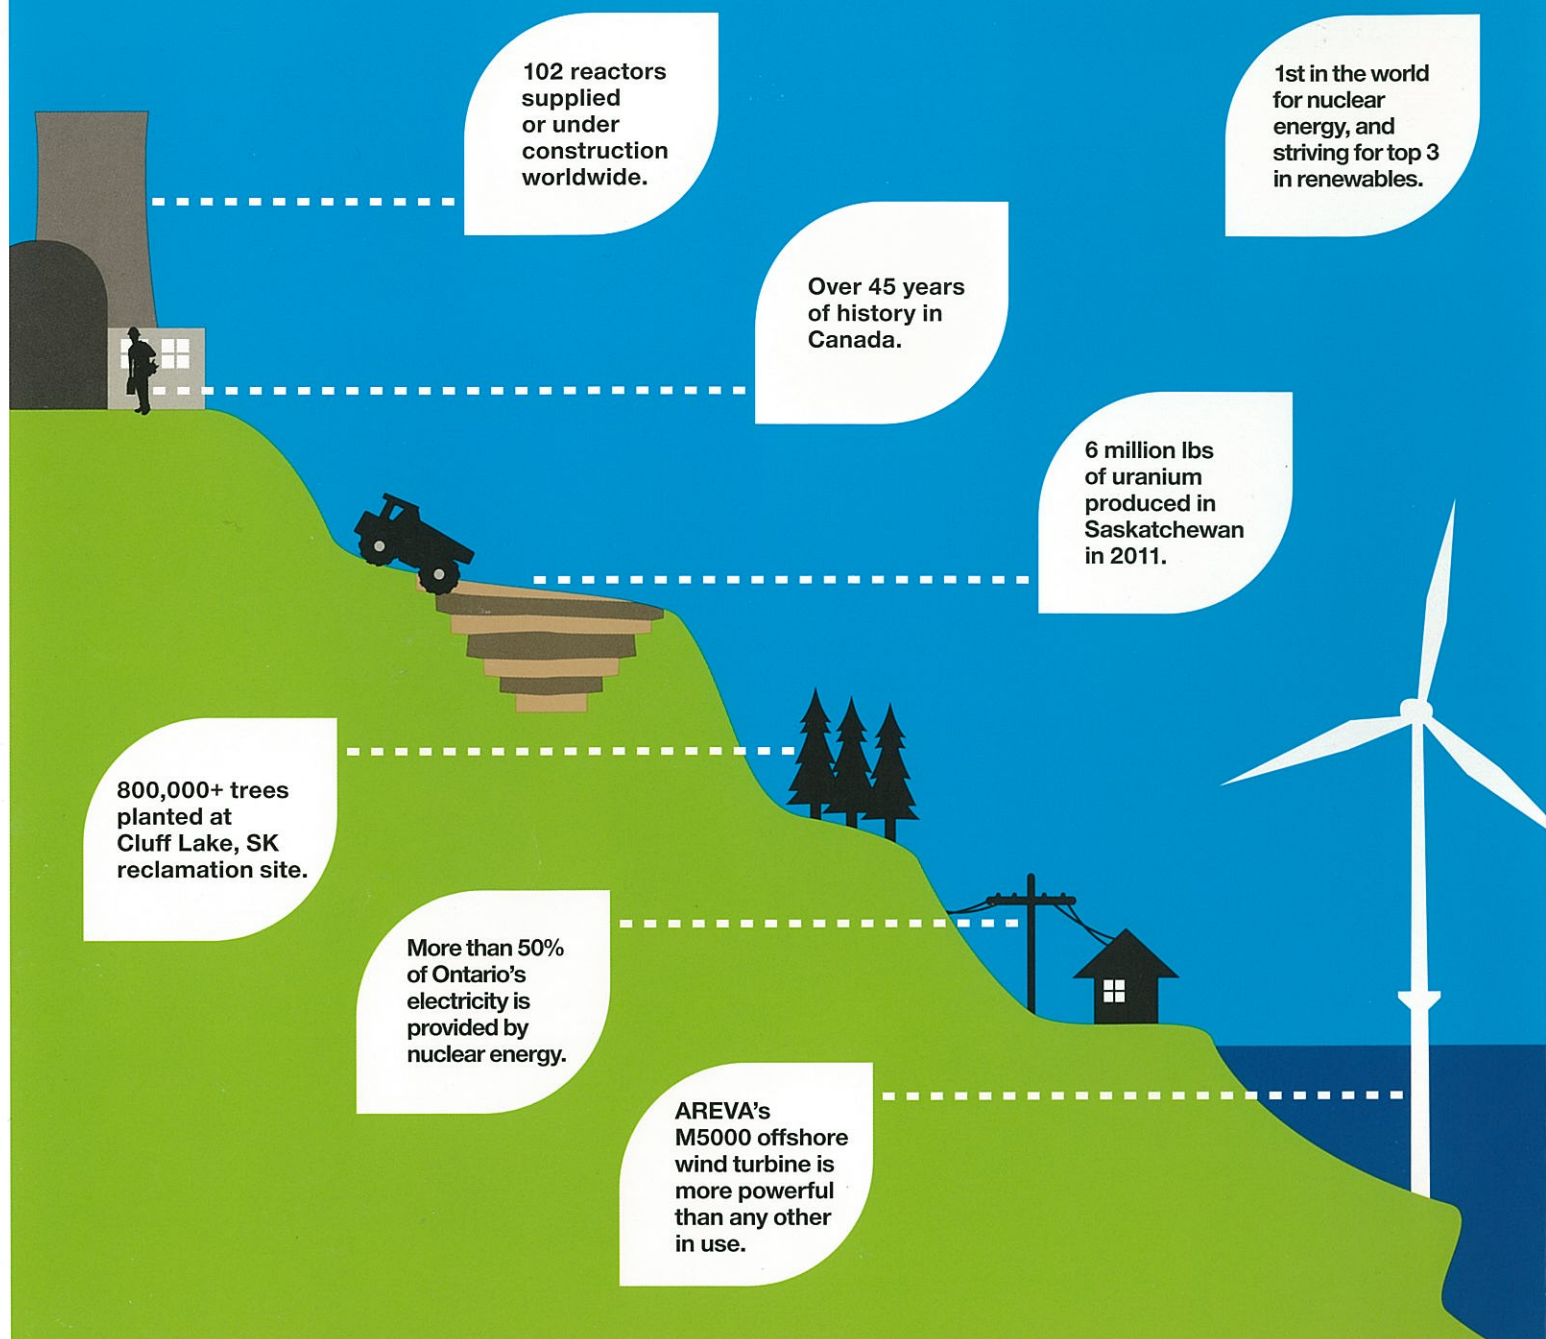 102 reactors
supplied
or under
construction
worldwide.
1st in the world
for nuclear
energy, and
striving for top 3
in renewables.
Over 45 years
of history in
Canada.
6 million lbs
of uranium
produced in
Saskatchewan
in 2011.
800,000+ trees
planted at
Cluff Lake, SK
reclamation site.
More than 50%
of Ontario’s
electricity is
provided by
nuclear energy.
AREVA’s
M5000 offshore
wind turbine is
more powerful
than any other
in use.